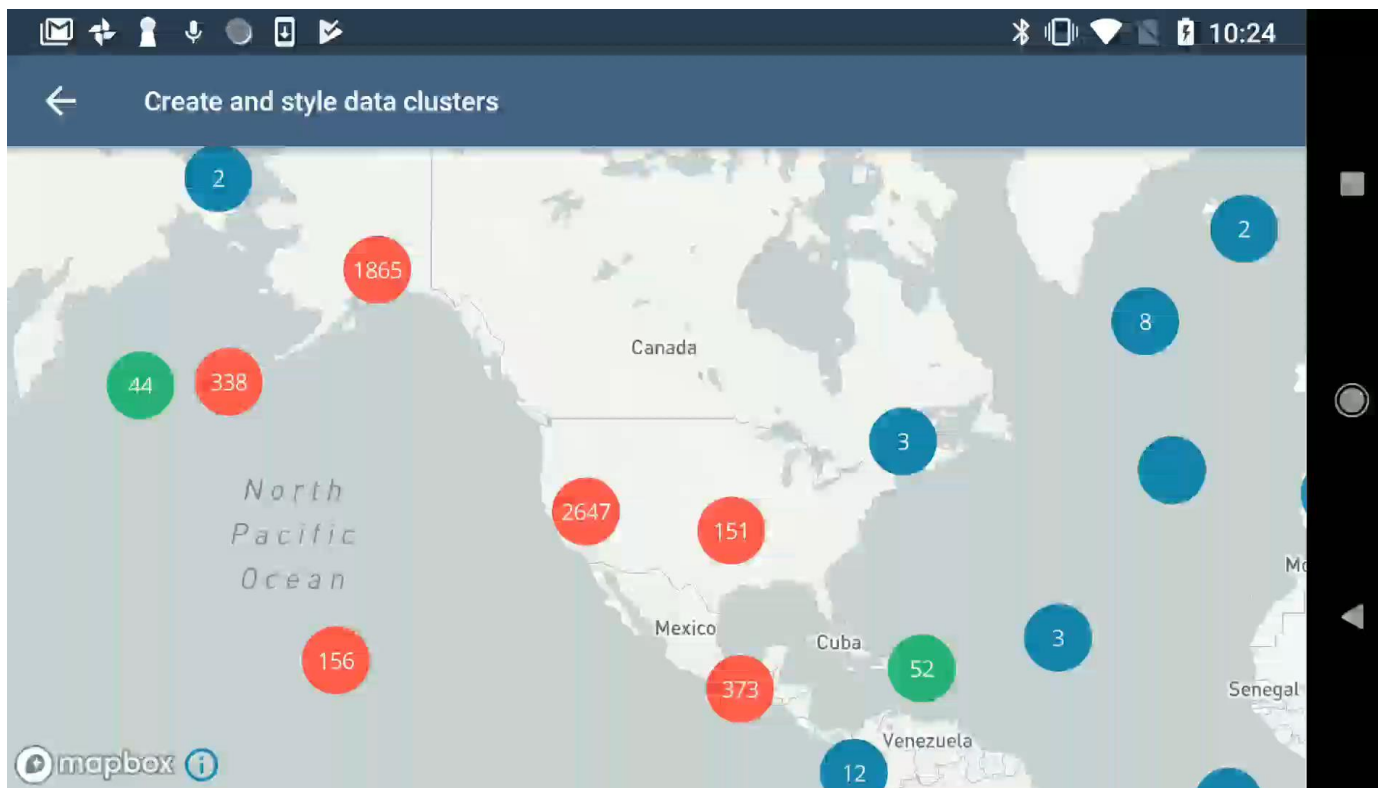 10:24
Create and style data clusters
2
2
1865
8
Canada
44
338
3
North
Pacific
Ocean
2647
151
Mexico
Cuba
3
156
373
52
Senegal
Venezuela
12
mapbox